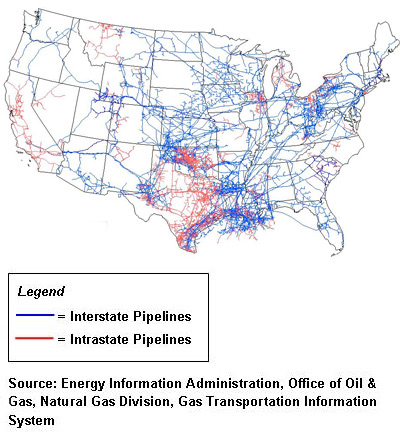 Legend
= Interstate Pipelines
= Intrastate Pipelines
Source: Energy Information Administration, Office of Oil &
Gas, Natural Gas Division, Gas Transportation Information
System